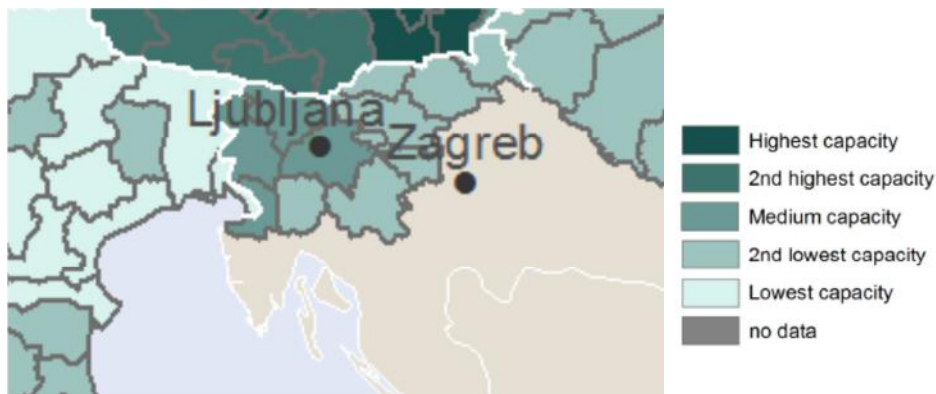 Ljubljana
Zagreb
Highest capacity
2nd highest capacity
Medium capacity
2nd lowest capacity
Lowest capacity
no data